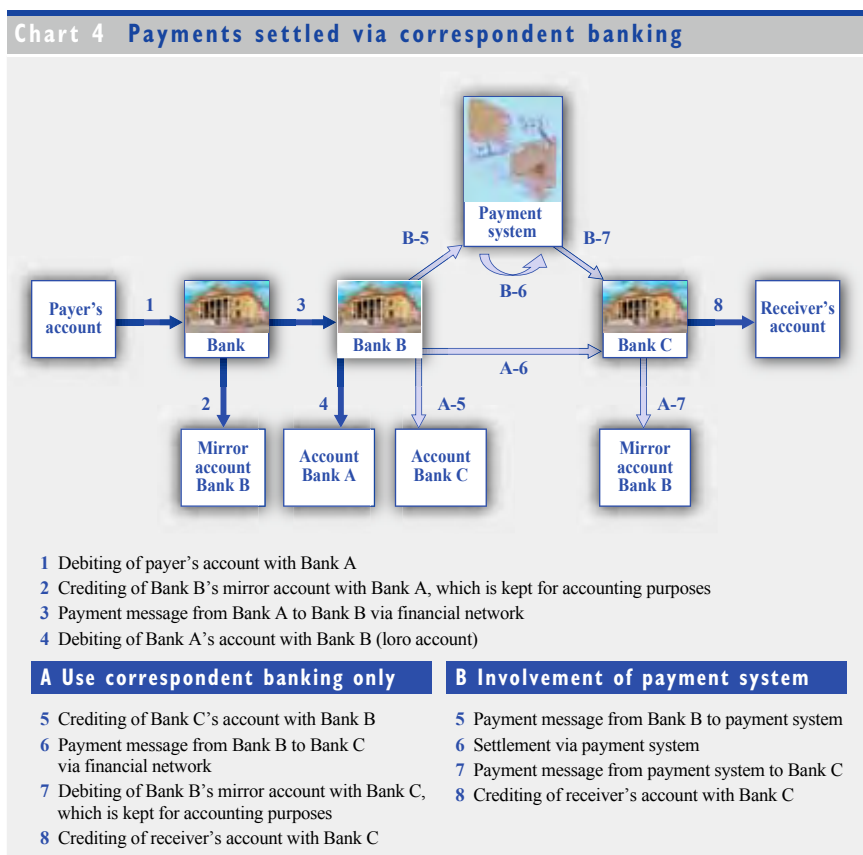 Chart 4 Payments settled via correspondent banking
Payment
system
B-5
B-7
B-6
Payer's
account
1
Bank
3
Bank B
A-6
Bank C
8
Receiver's
account
2
4
A-5
A-7
Mirror
account
Bank B
Account
Bank A
Account
Bank C
Mirror
account
Bank B
1 Debiting of payer's account with Bank A
2 Crediting of Bank B's mirror account with Bank A, which is kept for accounting purposes
3 Payment message from Bank A to Bank B via financial network
4 Debiting of Bank A's account with Bank B (loro account)
A Use correspondent banking only
5 Crediting of Bank C's account with Bank B
6 Payment message from Bank B to Bank C
via financial network
7 Debiting of Bank B's mirror account with Bank C,
which is kept for accounting purposes
8 Crediting of receiver's account with Bank C
B Involvement of payment system
5 Payment message from Bank B to payment system
6 Settlement via payment system
7 Payment message from payment system to Bank C
8 Crediting of receiver's account with Bank C